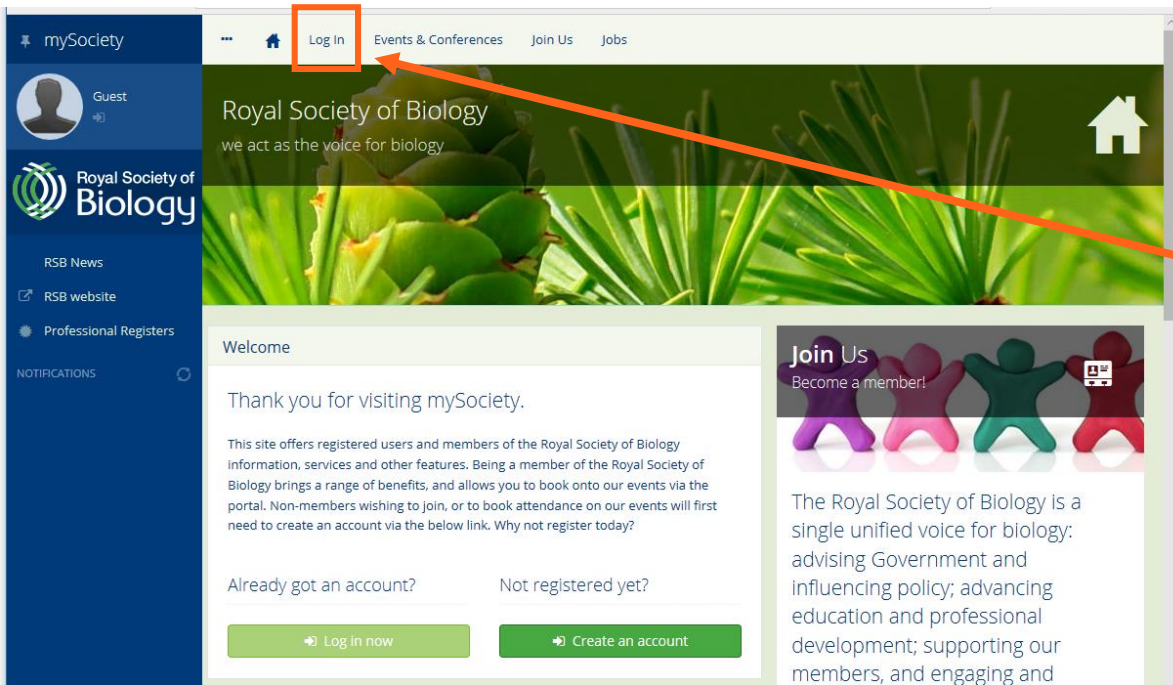 mySociety
Guest
Royal Society of
Biology
RSB News
RSB website
Professional Registers
NOTIFICATIONS
Log In Events & Conferences Join Us Jobs
Royal Society of Biology
we act as the voice for biology
Welcome
Thank you for visiting mySociety.
This site offers registered users and members of the Royal Society of Biology
information, services and other features. Being a member of the Royal Society of
Biology brings a range of benefits, and allows you to book onto our events via the
portal. Non-members wishing to join, or to book attendance on our events will first
need to create an account via the below link. Why not register today?
Already got an account?
Log in now
Not registered yet?
Create an account
Join Us
Become a member!
The Royal Society of Biology is a
single unified voice for biology:
advising Government and
influencing policy; advancing
education and professional
development; supporting our
members, and engaging and